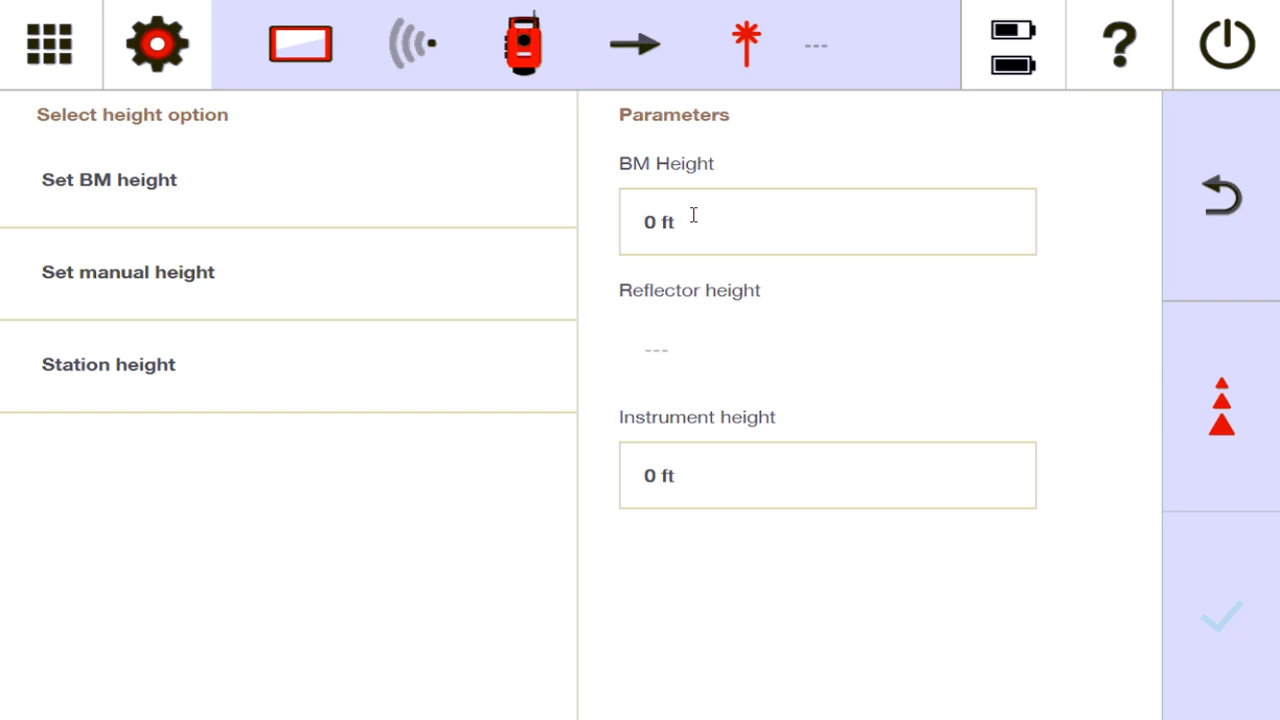 ?
---
Select height option
Set BM height
Set manual height
Station height
Parameters
BM Height
0 ft
Reflector height
---
Instrument height
0 ft